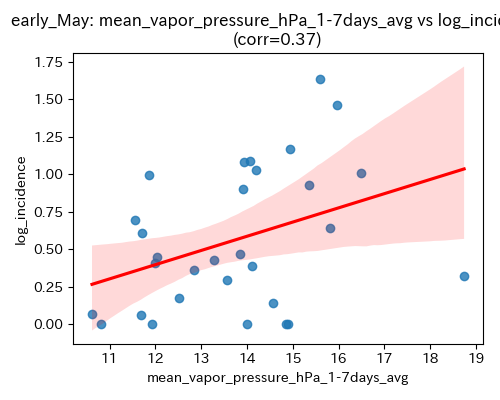 early_May: mean_vapor_pressure_hPa_1-7days_avg vs log_incid
(corr=0.37)
log_incidence
1.75
1.50
1.25
1.00
0.75
0.50
0.25
0.00
11 12 13 14 15 16 17 18 19
mean_vapor_pressure_hPa_1-7days_avg